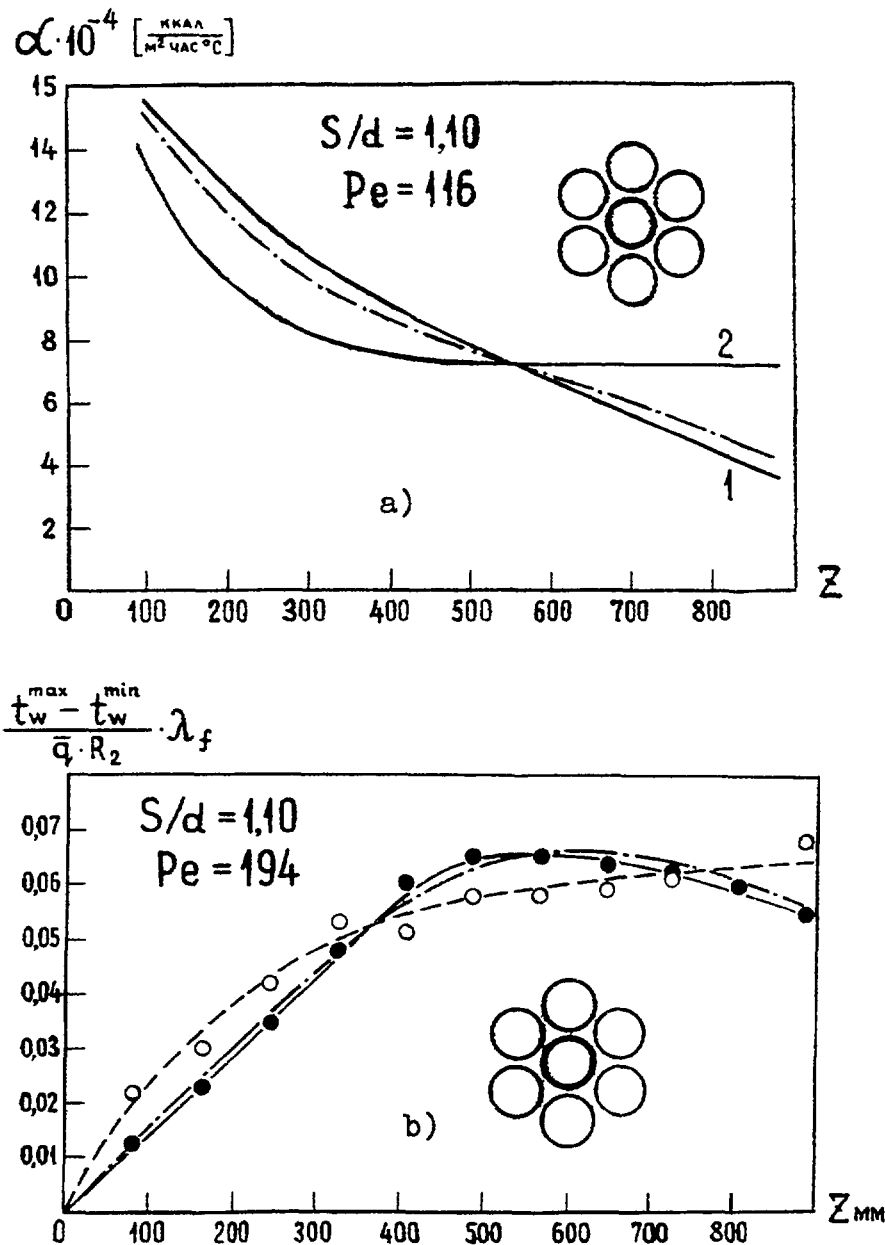 α·10⁻⁴ [ккал/м² час °C]
15
14
12
10
8
6
4
2
0
S/d = 1,10
Pe = 116
2
1
a)
100 200 300 400 500 600 700 800 Z
t_w^max − t_w^min / q̄·R₂ · λ_f
0,07
0,06
0,05
0,04
0,03
0,02
0,01
S/d = 1,10
Pe = 194
b)
0 100 200 300 400 500 600 700 800 Z мм